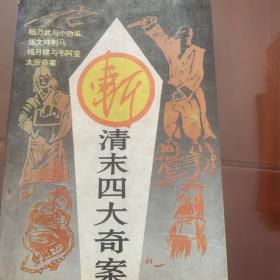 杨乃武与小白菜
张文祥刺马
杨月楼与韦阿宝
太原奇案
斬
清末四大奇案